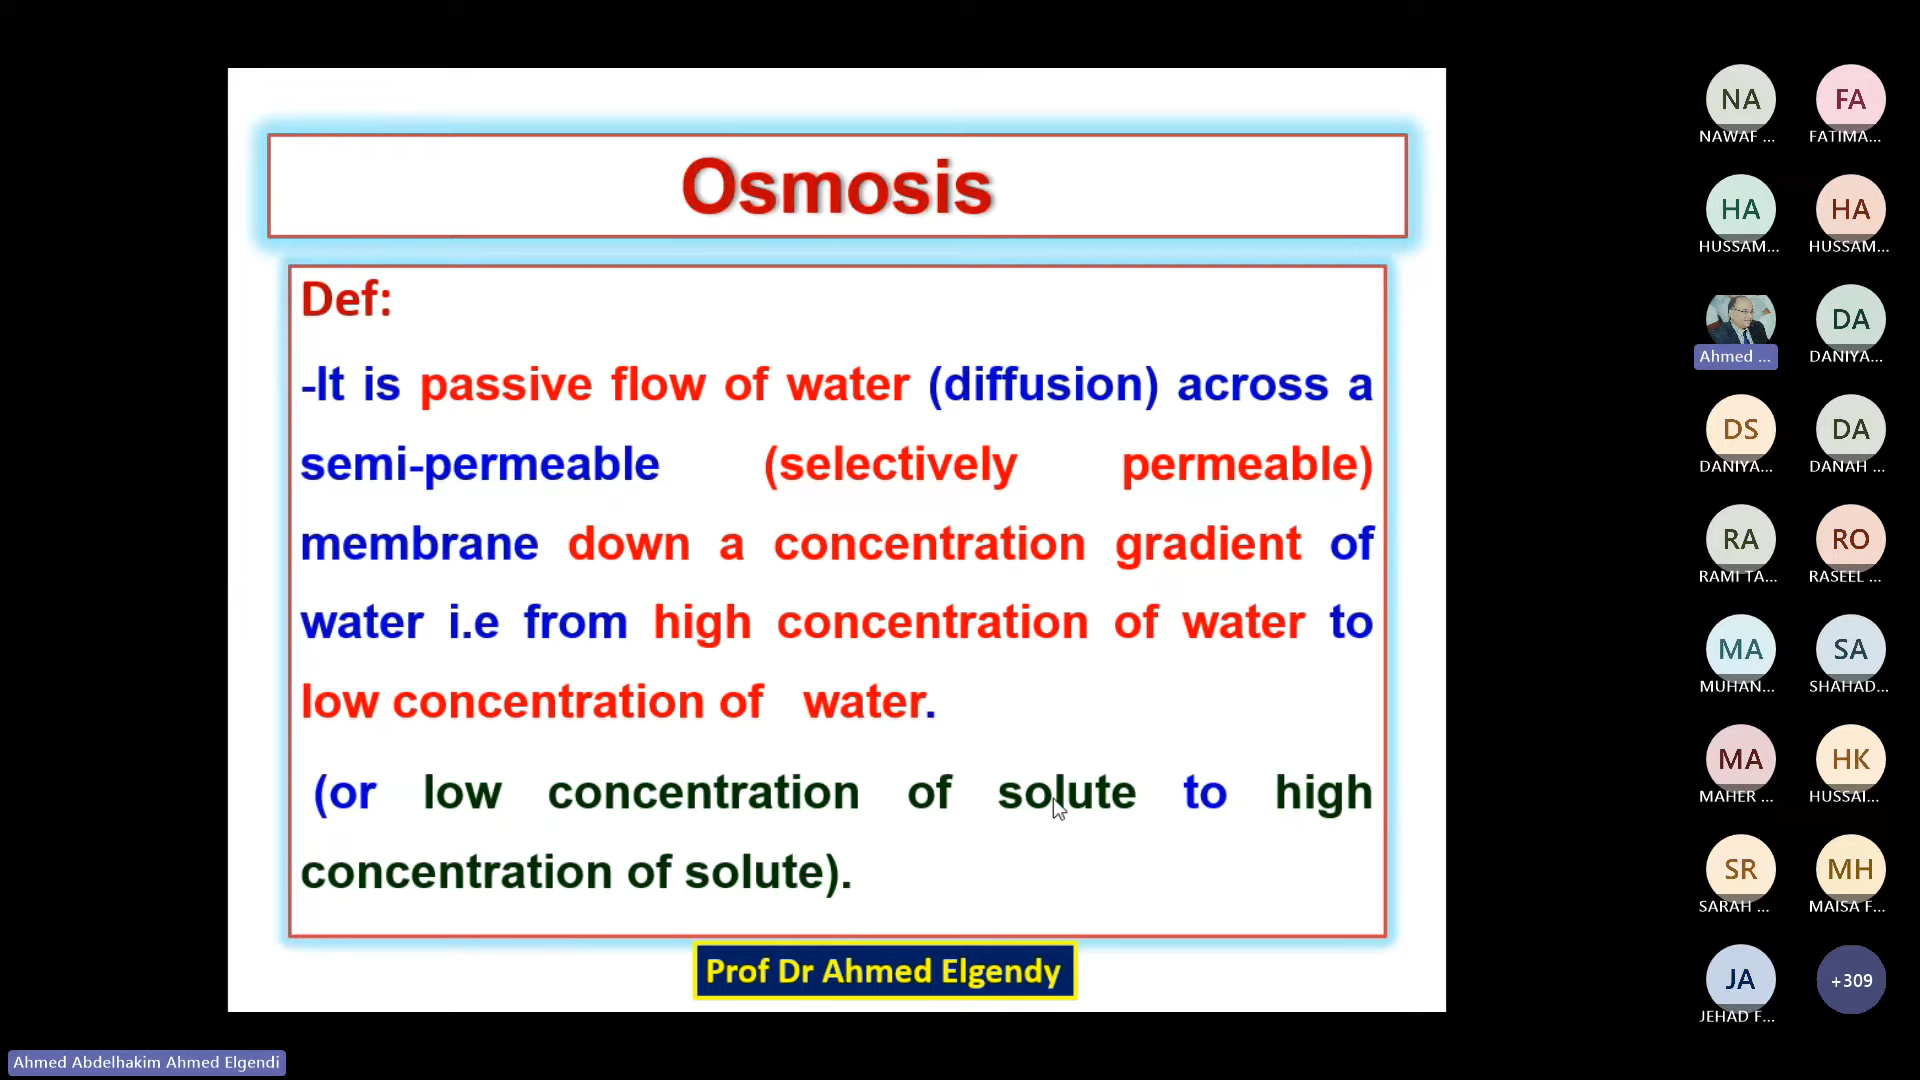 Osmosis
Def:
-It is passive flow of water (diffusion) across a
semi-permeable (selectively permeable)
membrane down a concentration gradient of
water i.e from high concentration of water to
low concentration of water.
(or low concentration of solute to high
concentration of solute).
Prof Dr Ahmed Elgendy
Ahmed Abdelhakim Ahmed Elgendi
NA FA
NAWAF ... FATIMA...
HA HA
HUSSAM... HUSSAM...
DA
Ahmed ... DANIYA...
DS DA
DANIYA... DANAH ...
RA RO
RAMI TA... RASEEL ...
MA SA
MUHAN... SHAHAD...
MA HK
MAHER ... HUSSAI...
SR MH
SARAH ... MAISA F...
JA +309
JEHAD F...